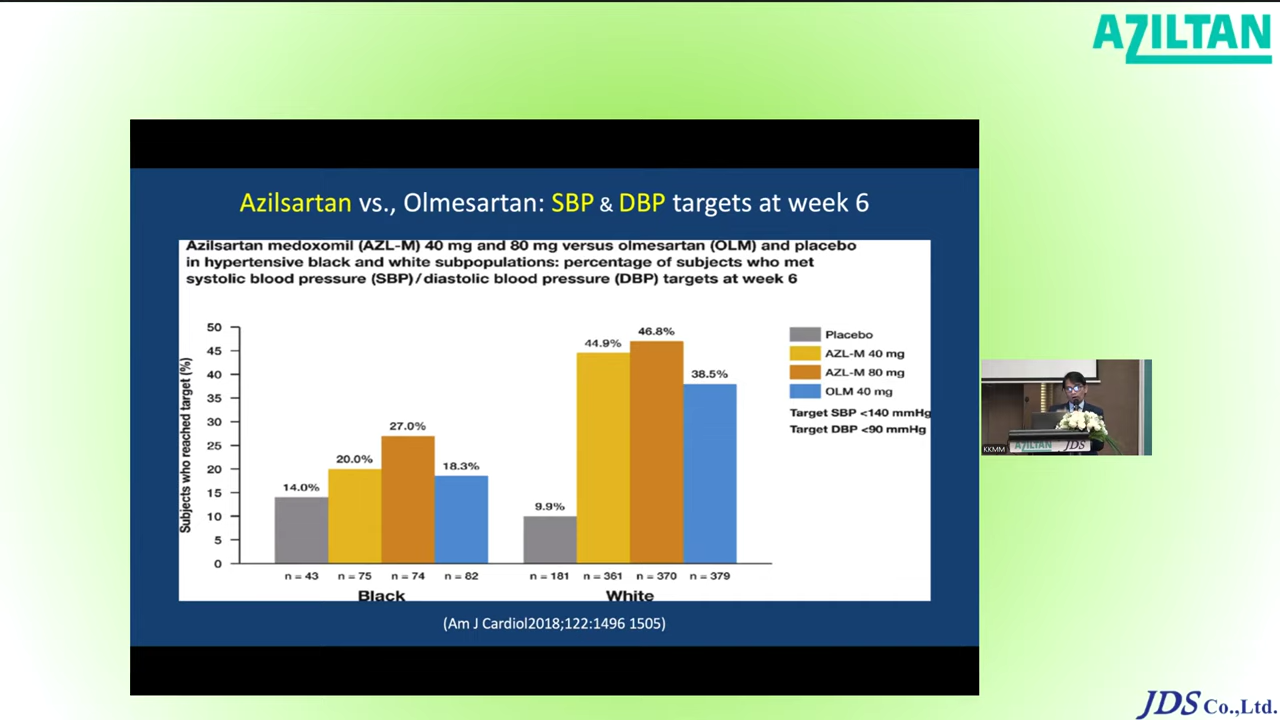 AZILTAN
Azilsartan vs., Olmesartan: SBP & DBP targets at week 6
Azilsartan medoxomil (AZL-M) 40 mg and 80 mg versus olmesartan (OLM) and placebo
in hypertensive black and white subpopulations: percentage of subjects who met
systolic blood pressure (SBP)/diastolic blood pressure (DBP) targets at week 6
Subjects who reached target (%)
50
45
40
35
30
25
20
15
10
5
0
14.0%
20.0%
27.0%
18.3%
9.9%
44.9%
46.8%
38.5%
n = 43
n = 75
n = 74
n = 82
n = 181
n = 361
n = 370
n = 379
Black
White
Placebo
AZL-M 40 mg
AZL-M 80 mg
OLM 40 mg
Target SBP <140 mmHg
Target DBP <90 mmHg
(Am J Cardiol2018;122:1496 1505)
AZILTAN
JDS
KKMM
JDS Co.,Ltd.